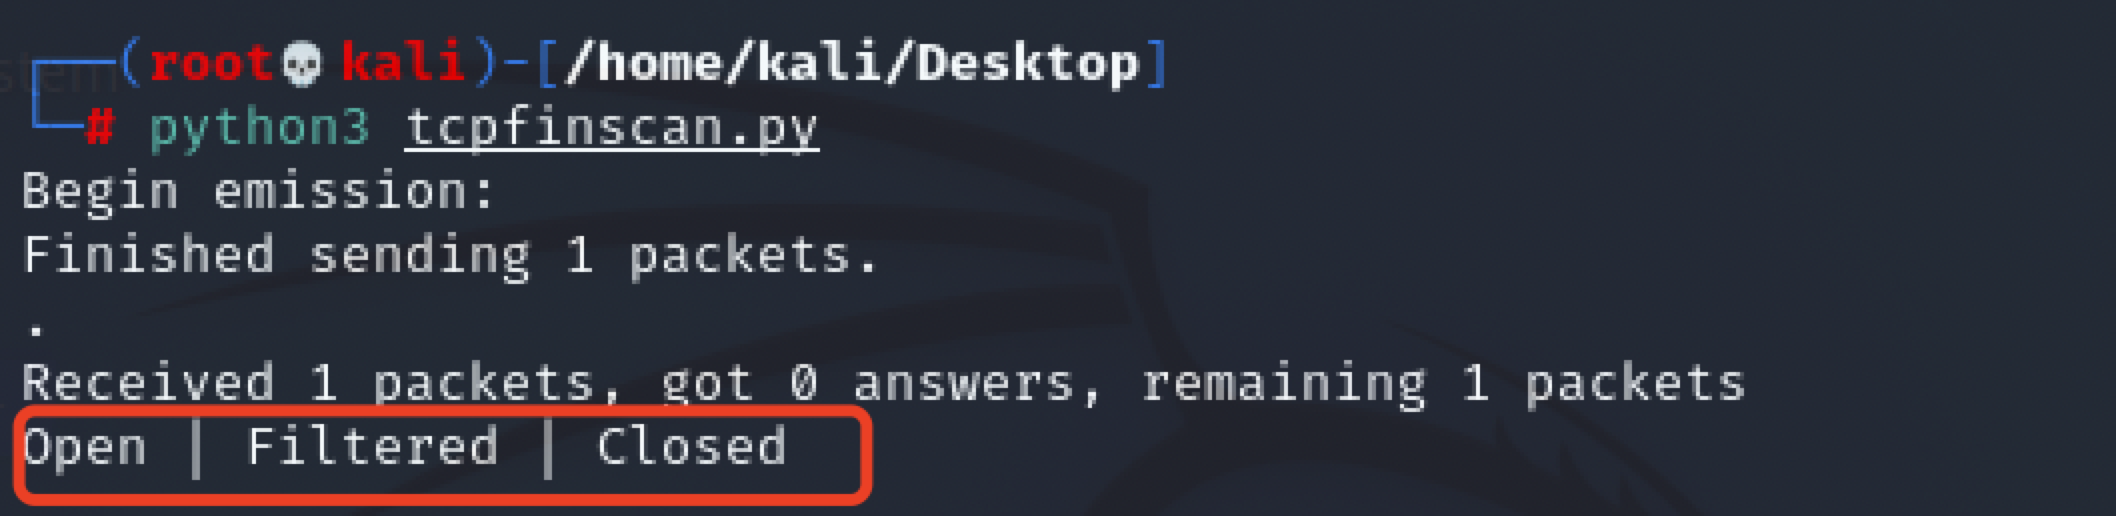 (root💀kali)-[/home/kali/Desktop]
# python3 tcpfinscan.py
Begin emission:
Finished sending 1 packets.
.
Received 1 packets, got 0 answers, remaining 1 packets
Open | Filtered | Closed